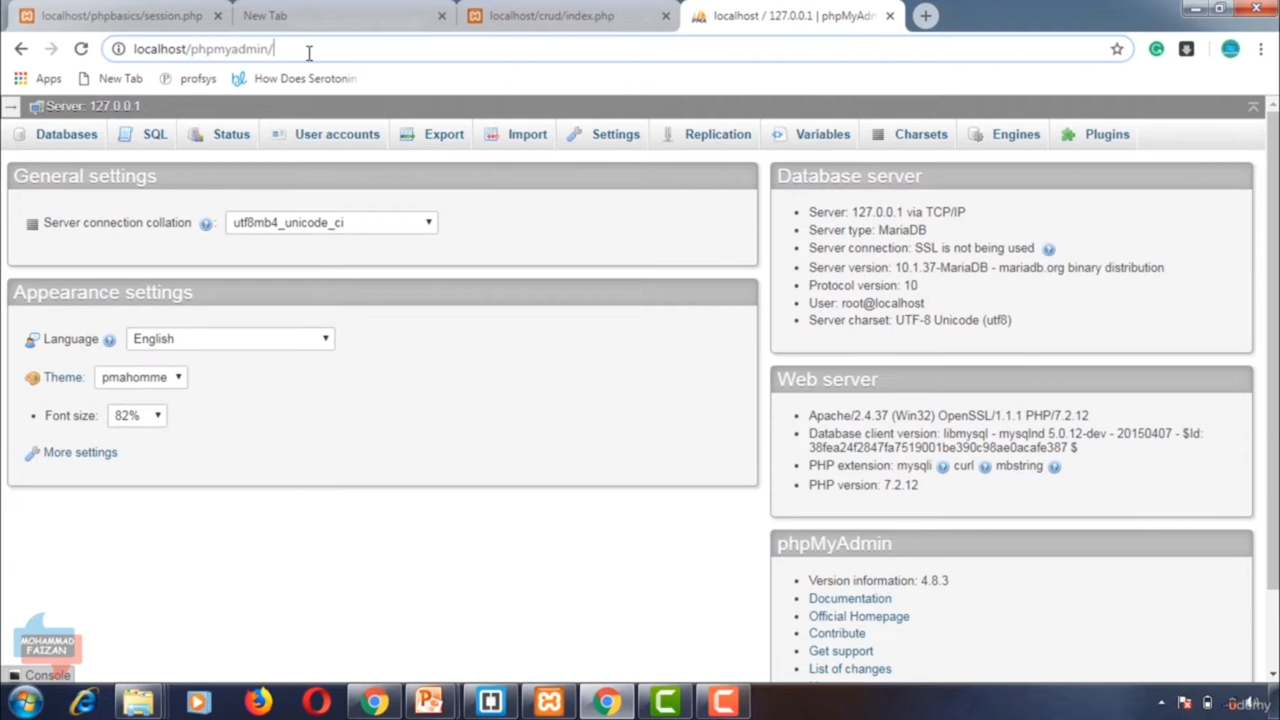 localhost/phpbasics/session.php
New Tab
localhost/crud/index.php
localhost / 127.0.0.1 | phpMyAdm
localhost/phpmyadmin/
Apps
New Tab
profsys
How Does Serotonin
Server: 127.0.0.1
Databases
SQL
Status
User accounts
Export
Import
Settings
Replication
Variables
Charsets
Engines
Plugins
General settings
Server connection collation
:
utf8mb4_unicode_ci
Appearance settings
Language
English
Theme:
pmahomme
Font size:
82%
More settings
Database server
Server: 127.0.0.1 via TCP/IP
Server type: MariaDB
Server connection: SSL is not being used
Server version: 10.1.37-MariaDB - mariadb.org binary distribution
Protocol version: 10
User: root@localhost
Server charset: UTF-8 Unicode (utf8)
Web server
Apache/2.4.37 (Win32) OpenSSL/1.1.1 PHP/7.2.12
Database client version: libmysql - mysqlnd 5.0.12-dev - 20150407 - $Id:
38fea24f2847fa7519001be390c98ae0acafe387 $
PHP extension: mysqli curl mbstring
PHP version: 7.2.12
phpMyAdmin
Version information: 4.8.3
Documentation
Official Homepage
Contribute
Get support
List of changes
MOHAMMAD
FAIZAN
Console
udemy